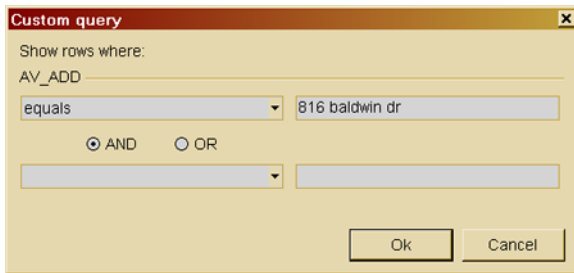 Custom query
Show rows where:
AV_ADD
equals 816 baldwin dr
AND OR
Ok Cancel